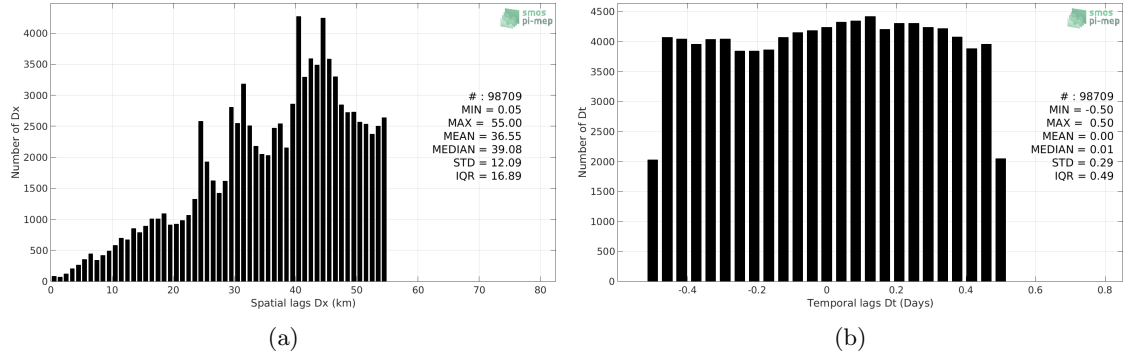 smos
pi-mep
4000
3500
3000
2500
2000
1500
1000
500
0
Number of Dx
# : 98709
MIN = 0.05
MAX = 55.00
MEAN = 36.55
MEDIAN = 39.08
STD = 12.09
IQR = 16.89
0 10 20 30 40 50 60 70 80
Spatial lags Dx (km)
(a)
smos
pi-mep
4500
4000
3500
3000
2500
2000
1500
1000
500
0
Number of Dt
# : 98709
MIN = -0.50
MAX = 0.50
MEAN = 0.00
MEDIAN = 0.01
STD = 0.29
IQR = 0.49
-0.4 -0.2 0 0.2 0.4 0.6 0.8
Temporal lags Dt (Days)
(b)